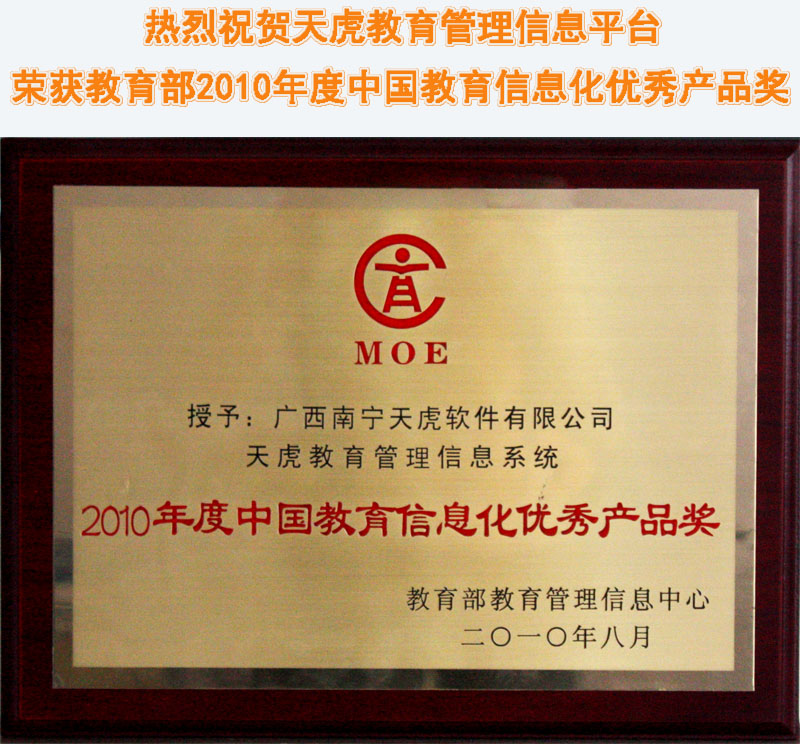 热烈祝贺天虎教育管理信息平台
荣获教育部2010年度中国教育信息化优秀产品奖
MOE
授予：广西南宁天虎软件有限公司
天虎教育管理信息系统
2010年度中国教育信息化优秀产品奖
教育部教育管理信息中心
二〇一〇年八月